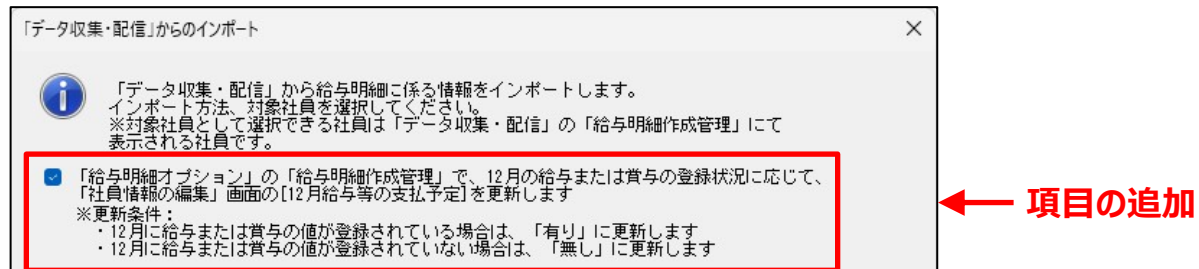 「データ収集・配信」からのインポート
「データ収集・配信」から給与明細に係る情報をインポートします。
インポート方法、対象社員を選択してください。
※対象社員として選択できる社員は「データ収集・配信」の「給与明細作成管理」にて
表示される社員です。
「給与明細オプション」の「給与明細作成管理」で、12月の給与または賞与の登録状況に応じて、
「社員情報の編集」画面の[12月給与等の支払予定]を更新します
※更新条件：
・12月に給与または賞与の値が登録されている場合は、「有り」に更新します
・12月に給与または賞与の値が登録されていない場合は、「無し」に更新します
項目の追加